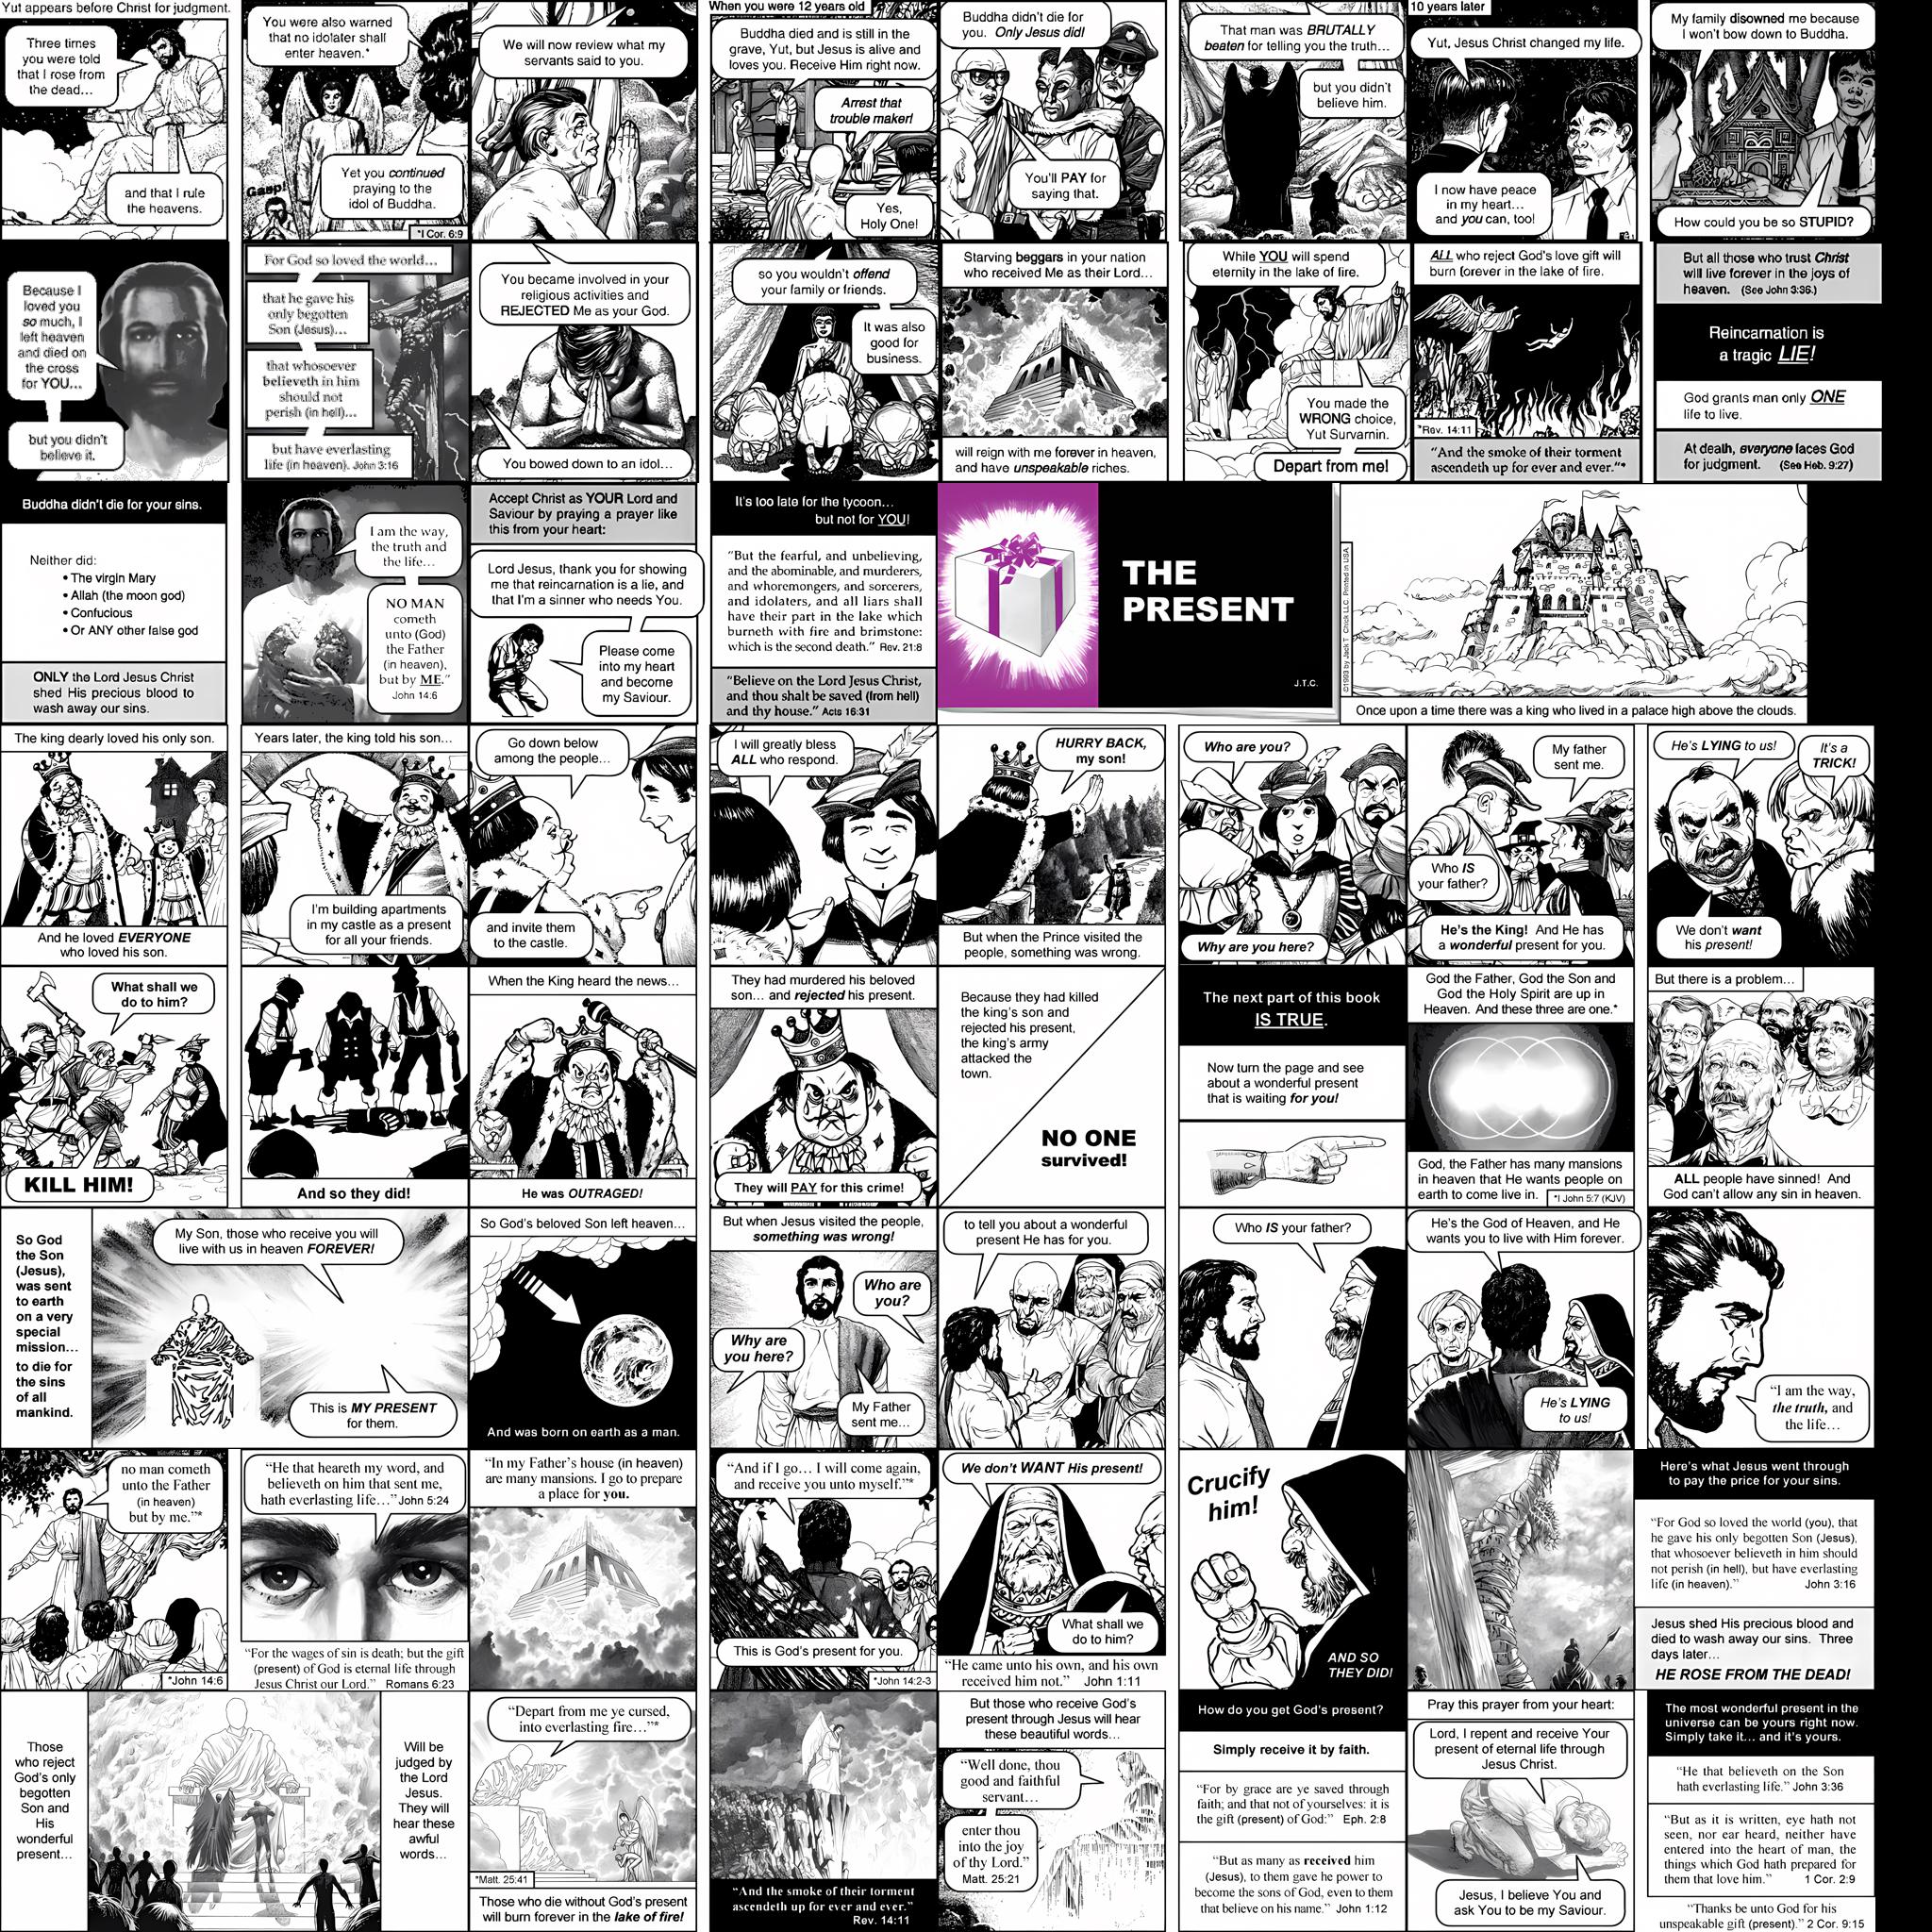 Yut appears before Christ for judgment.
Three times
you were told
that I rose from
the dead...
and that I rule
the heavens.
You were also warned
that no idolater shall
enter heaven.*
Gasp!
Yet you continued
praying to the
idol of Buddha.
*I Cor. 6:9
We will now review what my
servants said to you.
When you were 12 years old
Buddha died and is still in the
grave, Yut, but Jesus is alive and
loves you. Receive Him right now.
Arrest that
trouble maker!
Yes,
Holy One!
Buddha didn't die for
you. Only Jesus did!
You'll PAY for
saying that.
That man was BRUTALLY
beaten for telling you the truth...
but you didn't
believe him.
10 years later
Yut, Jesus Christ changed my life.
I now have peace
in my heart...
and you can, too!
My family disowned me because
I won't bow down to Buddha.
How could you be so STUPID?
Because I
loved you
so much, I
left heaven
and died on
the cross
for YOU...
but you didn't
believe it.
For God so loved the world...
that he gave his
only begotten
Son (Jesus)...
that whosoever
believeth in him
should not
perish (in hell)...
but have everlasting
life (in heaven). John 3:16
You became involved in your
religious activities and
REJECTED Me as your God.
You bowed down to an idol...
so you wouldn't offend
your family or friends.
It was also
good for
business.
Starving beggars in your nation
who received Me as their Lord...
will reign with me forever in heaven,
and have unspeakable riches.
While YOU will spend
eternity in the lake of fire.
You made the
WRONG choice,
Yut Survarnin.
Depart from me!
ALL who reject God's love gift will
burn forever in the lake of fire.
*Rev. 14:11
"And the smoke of their torment
ascendeth up for ever and ever."*
But all those who trust Christ
will live forever in the joys of
heaven. (See John 3:36.)
Reincarnation is
a tragic LIE!
God grants man only ONE
life to live.
At death, everyone faces God
for judgment. (See Heb. 9:27)
Buddha didn't die for your sins.
Neither did:
• The virgin Mary
• Allah (the moon god)
• Confucious
• Or ANY other false god
ONLY the Lord Jesus Christ
shed His precious blood to
wash away our sins.
I am the way,
the truth and
the life...
NO MAN
cometh
unto (God)
the Father
(in heaven),
but by ME."
John 14:6
Accept Christ as YOUR Lord and
Saviour by praying a prayer like
this from your heart:
Lord Jesus, thank you for showing
me that reincarnation is a lie, and
that I'm a sinner who needs You.
Please come
into my heart
and become
my Saviour.
It's too late for the tycoon...
but not for YOU!
"But the fearful, and unbelieving,
and the abominable, and murderers,
and whoremongers, and sorcerers,
and idolaters, and all liars shall
have their part in the lake which
burneth with fire and brimstone:
which is the second death." Rev. 21:8
"Believe on the Lord Jesus Christ,
and thou shalt be saved (from hell)
and thy house." Acts 16:31
THE
PRESENT
J.T.C.
©1993 by Jack T. Chick LLC. Printed in USA
Once upon a time there was a king who lived in a palace high above the clouds.
The king dearly loved his only son.
And he loved EVERYONE
who loved his son.
Years later, the king told his son...
I'm building apartments
in my castle as a present
for all your friends.
Go down below
among the people...
and invite them
to the castle.
I will greatly bless
ALL who respond.
HURRY BACK,
my son!
But when the Prince visited the
people, something was wrong.
Who are you?
Why are you here?
My father
sent me.
Who IS
your father?
He's the King! And He has
a wonderful present for you.
He's LYING to us!
It's a
TRICK!
We don't want
his present!
What shall we
do to him?
KILL HIM!
And so they did!
When the King heard the news...
He was OUTRAGED!
They had murdered his beloved
son... and rejected his present.
They will PAY for this crime!
Because they had killed
the king's son and
rejected his present,
the king's army
attacked the
town.
NO ONE
survived!
The next part of this book
IS TRUE.
Now turn the page and see
about a wonderful present
that is waiting for you!
God the Father, God the Son and
God the Holy Spirit are up in
Heaven. And these three are one.*
God, the Father has many mansions
in heaven that He wants people on
earth to come live in.
*I John 5:7 (KJV)
But there is a problem...
ALL people have sinned! And
God can't allow any sin in heaven.
So God
the Son
(Jesus),
was sent
to earth
on a very
special
mission...
to die for
the sins
of all
mankind.
My Son, those who receive you will
live with us in heaven FOREVER!
This is MY PRESENT
for them.
So God's beloved Son left heaven...
And was born on earth as a man.
But when Jesus visited the people,
something was wrong!
Who are
you?
Why are
you here?
My Father
sent me...
to tell you about a wonderful
present He has for you.
Who IS your father?
He's the God of Heaven, and He
wants you to live with Him forever.
He's LYING
to us!
"I am the way,
the truth, and
the life...
no man cometh
unto the Father
(in heaven)
but by me."*
*John 14:6
"He that heareth my word, and
believeth on him that sent me,
hath everlasting life..." John 5:24
"For the wages of sin is death; but the gift
(present) of God is eternal life through
Jesus Christ our Lord." Romans 6:23
"In my Father's house (in heaven)
are many mansions. I go to prepare
a place for you.
"And if I go... I will come again,
and receive you unto myself."*
This is God's present for you.
*John 14:2-3
We don't WANT His present!
What shall we
do to him?
"He came unto his own, and his own
received him not." John 1:11
Crucify
him!
AND SO
THEY DID!
Here's what Jesus went through
to pay the price for your sins.
"For God so loved the world (you), that
he gave his only begotten Son (Jesus),
that whosoever believeth in him should
not perish (in hell), but have everlasting
life (in heaven)." John 3:16
Jesus shed His precious blood and
died to wash away our sins. Three
days later...
HE ROSE FROM THE DEAD!
Those
who reject
God's only
begotten
Son and
His
wonderful
present...
Will be
judged by
the Lord
Jesus.
They will
hear these
awful
words...
"Depart from me ye cursed,
into everlasting fire..."*
*Matt. 25:41
Those who die without God's present
will burn forever in the lake of fire!
"And the smoke of their torment
ascendeth up for ever and ever."
Rev. 14:11
But those who receive God's
present through Jesus will hear
these beautiful words...
"Well done, thou
good and faithful
servant...
enter thou
into the joy
of thy Lord."
Matt. 25:21
How do you get God's present?
Simply receive it by faith.
"For by grace are ye saved through
faith; and that not of yourselves: it is
the gift (present) of God:" Eph. 2:8
"But as many as received him
(Jesus), to them gave he power to
become the sons of God, even to them
that believe on his name." John 1:12
Pray this prayer from your heart:
Lord, I repent and receive Your
present of eternal life through
Jesus Christ.
Jesus, I believe You and
ask You to be my Saviour.
The most wonderful present in the
universe can be yours right now.
Simply take it... and it's yours.
"He that believeth on the Son
hath everlasting life." John 3:36
"But as it is written, eye hath not
seen, nor ear heard, neither have
entered into the heart of man, the
things which God hath prepared for
them that love him." 1 Cor. 2:9
"Thanks be unto God for his
unspeakable gift (present)." 2 Cor. 9:15